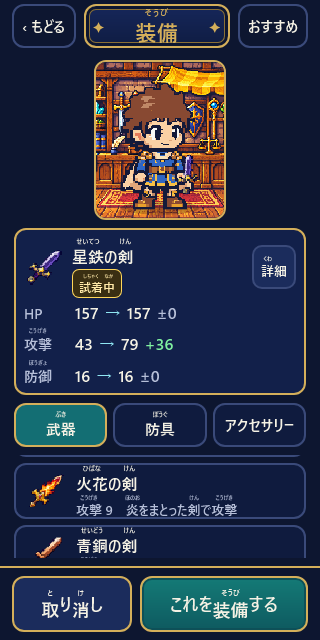 ‹ もどる
そうび
装備
おすすめ
せいてつ けん
星鉄の剣
しちゃく なか
試着中
くわ
詳細
HP 157 → 157 ±0
こうげき
攻撃 43 → 79 +36
ぼうぎょ
防御 16 → 16 ±0
ぶき
武器
ぼうぐ
防具
アクセサリー
ひばな けん
火花の剣
こうげき ほのお けん こうげき
攻撃 9 炎をまとった剣で攻撃
せいどう けん
青銅の剣
と け
取り消し
そうび
これを装備する